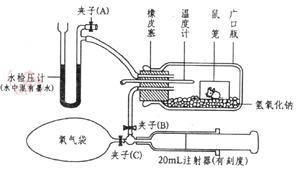 夹子(A)
橡皮塞
温度计
鼠笼
广口瓶
水检压计
(水中混有墨水)
氢氧化钠
夹子(B)
氧气袋
夹子(C)
20mL注射器(有刻度)